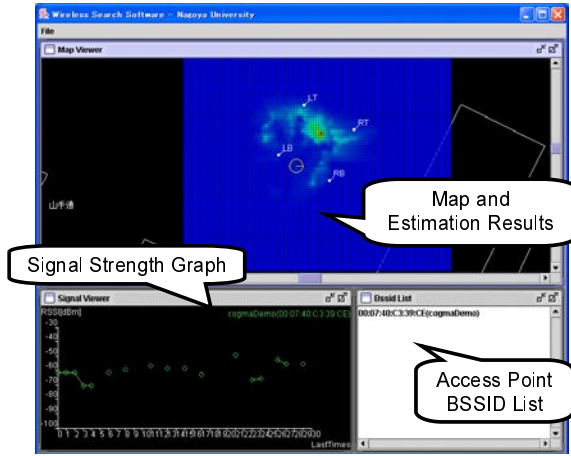 Wireless Search Software - Nagoya University
File
Map Viewer
LT
RT
LB
RB
山手通
Map and
Estimation Results
Signal Strength Graph
Signal Viewer
RSSI[dBm]
cogmaDemo(00:07:40:C3:39:CE)
-30
-40
-50
-60
-70
-80
-90
-100
0 1 2 3 4 5 6 7 8 9 10 11 12 13 14 15 16 17 18 19 20 21 22 23 24 25 26 27 28 29 30
LastTimes
Bssid List
00:07:40:C3:39:CE(cogmaDemo)
Access Point
BSSID List